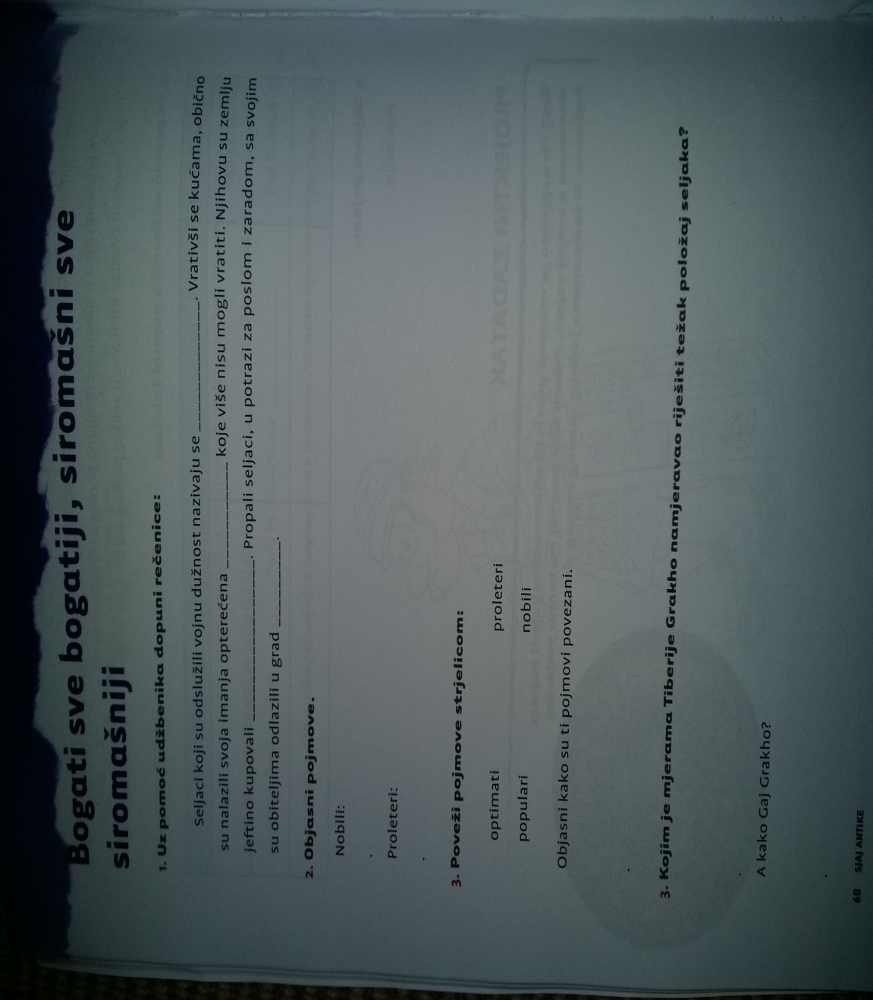 Bogati sve bogatiji, siromašni sve
siromašniji
1. Uz pomoć udžbenika dopuni rečenice:
Seljaci koji su odslužili vojnu dužnost nazivaju se _______________. Vrativši se kućama, obično
su nalazili svoja imanja opterećena ____________ koje više nisu mogli vratiti. Njihovu su zemlju
jeftino kupovali ___________________. Propali seljaci, u potrazi za poslom i zaradom, sa svojim
su obiteljima odlazili u grad __________.
2. Objasni pojmove.
Nobili:
.
Proleteri:
.
3. Poveži pojmove strjelicom:
optimati proleteri
populari nobili
Objasni kako su ti pojmovi povezani.
.
3. Kojim je mjerama Tiberije Grakho namjeravao riješiti težak položaj seljaka?
.
A kako Gaj Grakho?
.
60 SJAJ ANTIKE